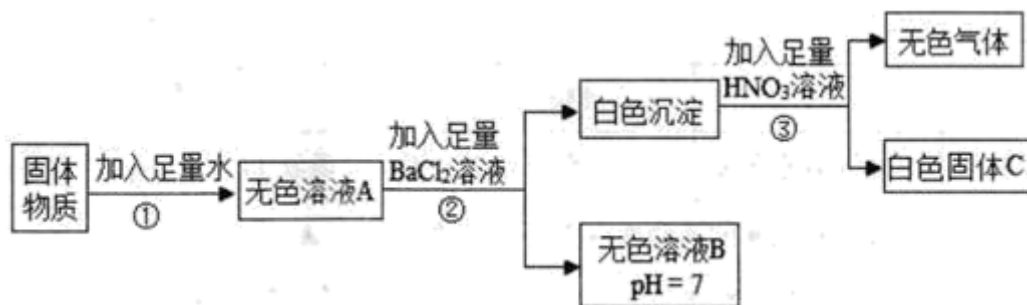 固体
物质
加入足量水
①
无色溶液A
加入足量
BaCl₂溶液
②
白色沉淀
加入足量
HNO₃溶液
③
无色气体
白色固体C
无色溶液B
pH = 7